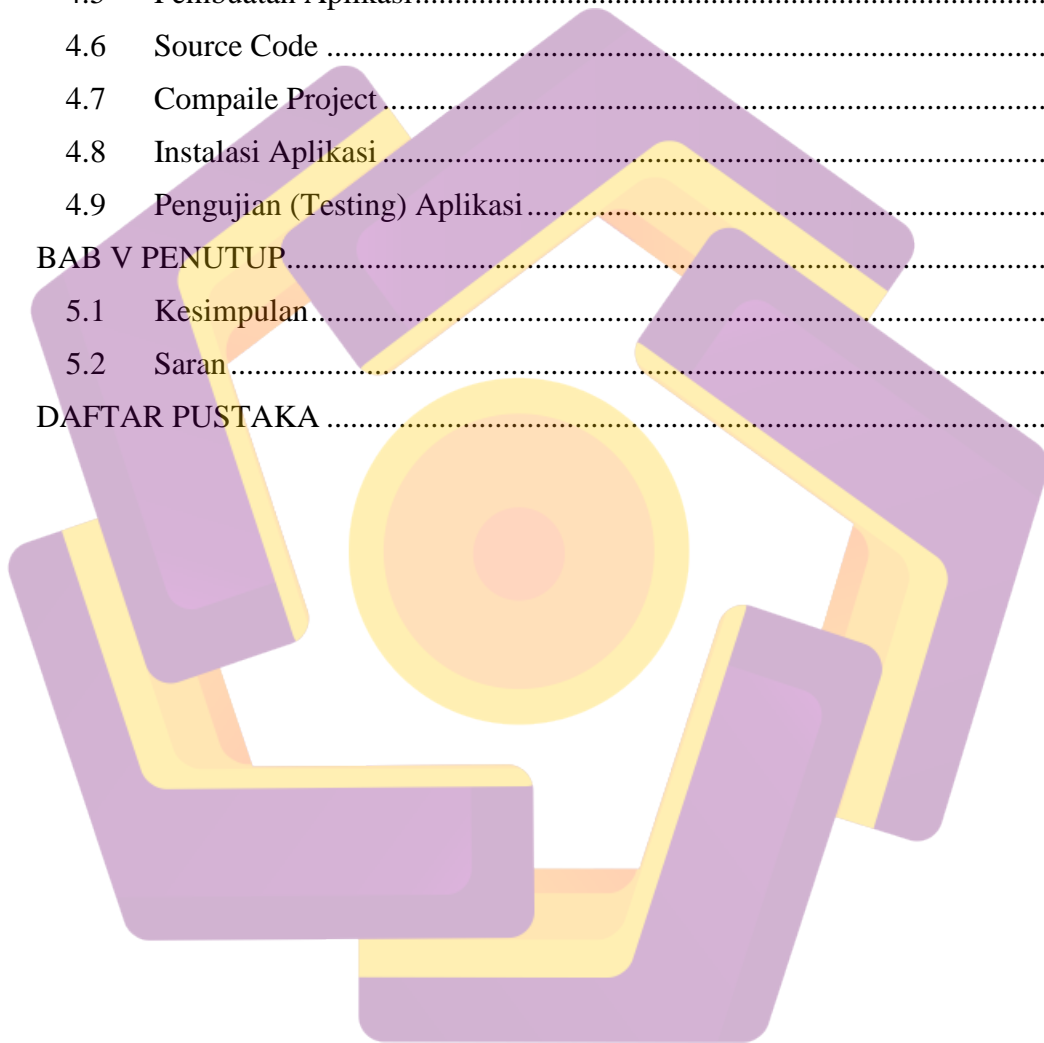 4.6 Source Code ........................................................................................
4.7 Compaile Project ................................................................................
4.8 Instalasi Aplikasi ................................................................................
4.9 Pengujian (Testing) Aplikasi ..............................................................
BAB V PENUTUP ............................................................................................
5.1 Kesimpulan .........................................................................................
5.2 Saran ...................................................................................................
DAFTAR PUSTAKA .......................................................................................